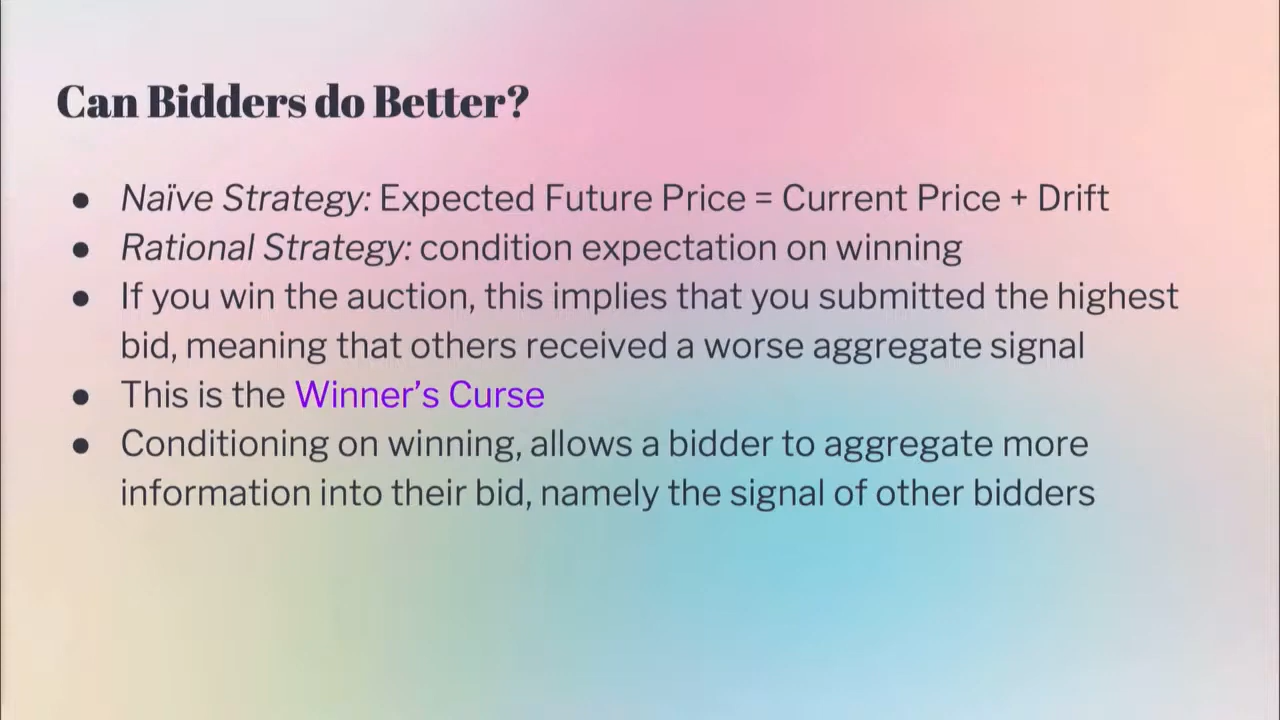 Can Bidders do Better?
● Naïve Strategy: Expected Future Price = Current Price + Drift
● Rational Strategy: condition expectation on winning
● If you win the auction, this implies that you submitted the highest
bid, meaning that others received a worse aggregate signal
● This is the Winner's Curse
● Conditioning on winning, allows a bidder to aggregate more
information into their bid, namely the signal of other bidders